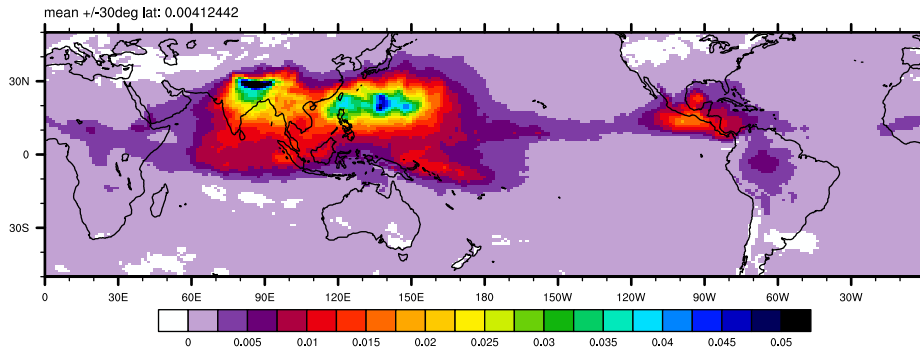 mean +/-30deg lat: 0.00412442
30N
0
30S
0 30E 60E 90E 120E 150E 180 150W 120W 90W 60W 30W
0 0.005 0.01 0.015 0.02 0.025 0.03 0.035 0.04 0.045 0.05